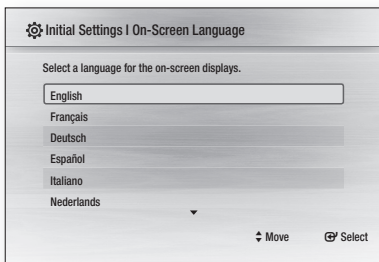 Initial Settings I On-Screen Language
Select a language for the on-screen displays.
English
Français
Deutsch
Español
Italiano
Nederlands
Move Select